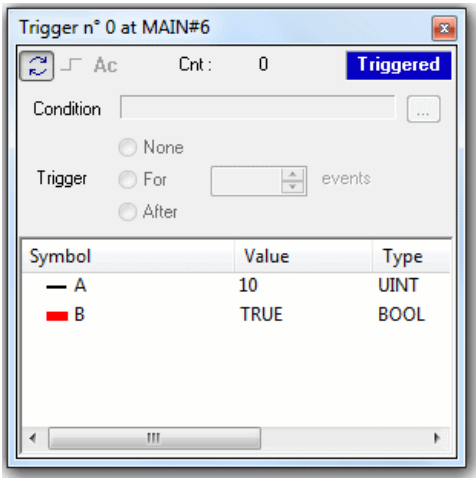 Trigger n° 0 at MAIN#6
Ac Cnt : 0 Triggered
Condition ...
None
Trigger For events
After
Symbol Value Type
A 10 UINT
B TRUE BOOL